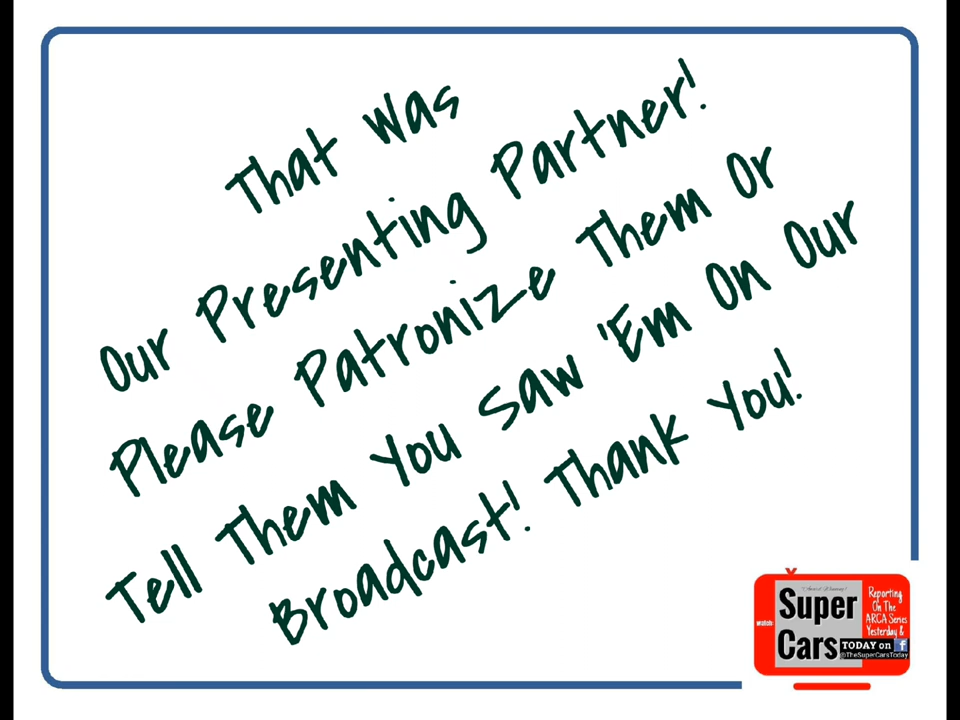 That Was
Our Presenting Partner!
Please Patronize Them Or
Tell Them You Saw 'Em On Our
Broadcast! Thank You!
watch:
Super
Cars
TODAY on f
@TheSuperCarsToday
Reporting
On The
ARCA Series
Yesterday &